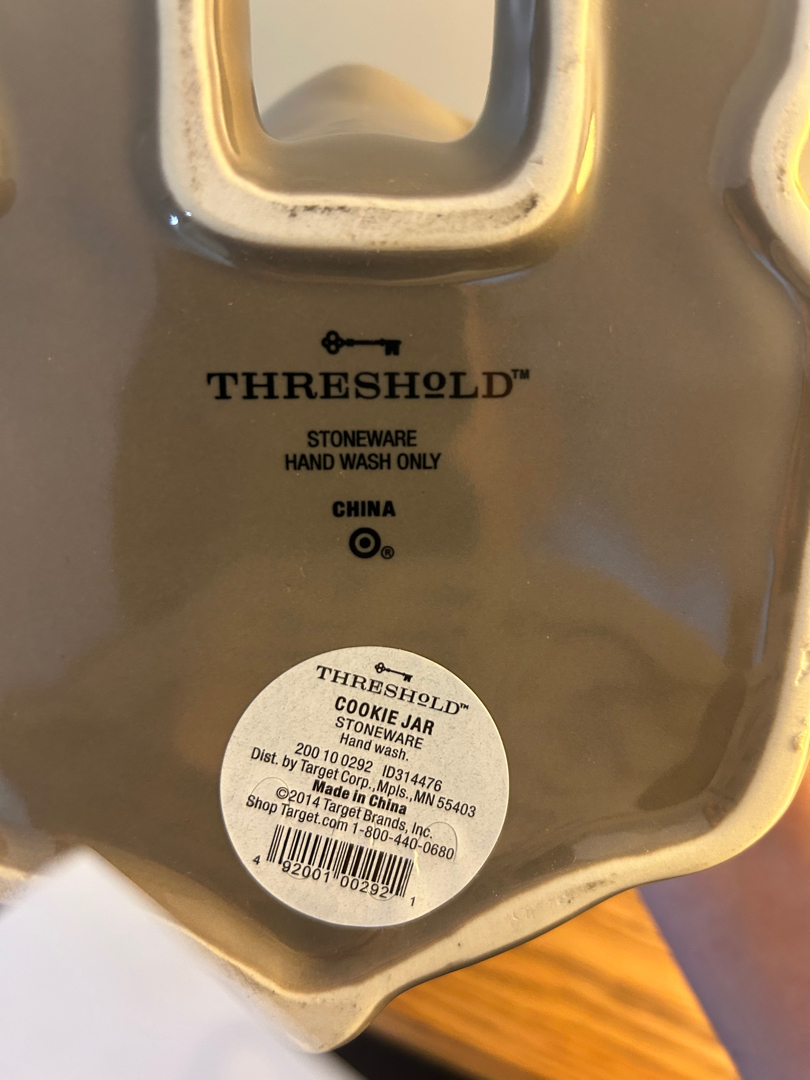 THRESHOLD™
STONEWARE
HAND WASH ONLY
CHINA
®
THRESHOLD™
COOKIE JAR
STONEWARE
Hand wash.
200 10 0292 ID314476
Dist. by Target Corp., Mpls., MN 55403
Made in China
©2014 Target Brands, Inc.
Shop Target.com 1-800-440-0680
4 92001 00292 1